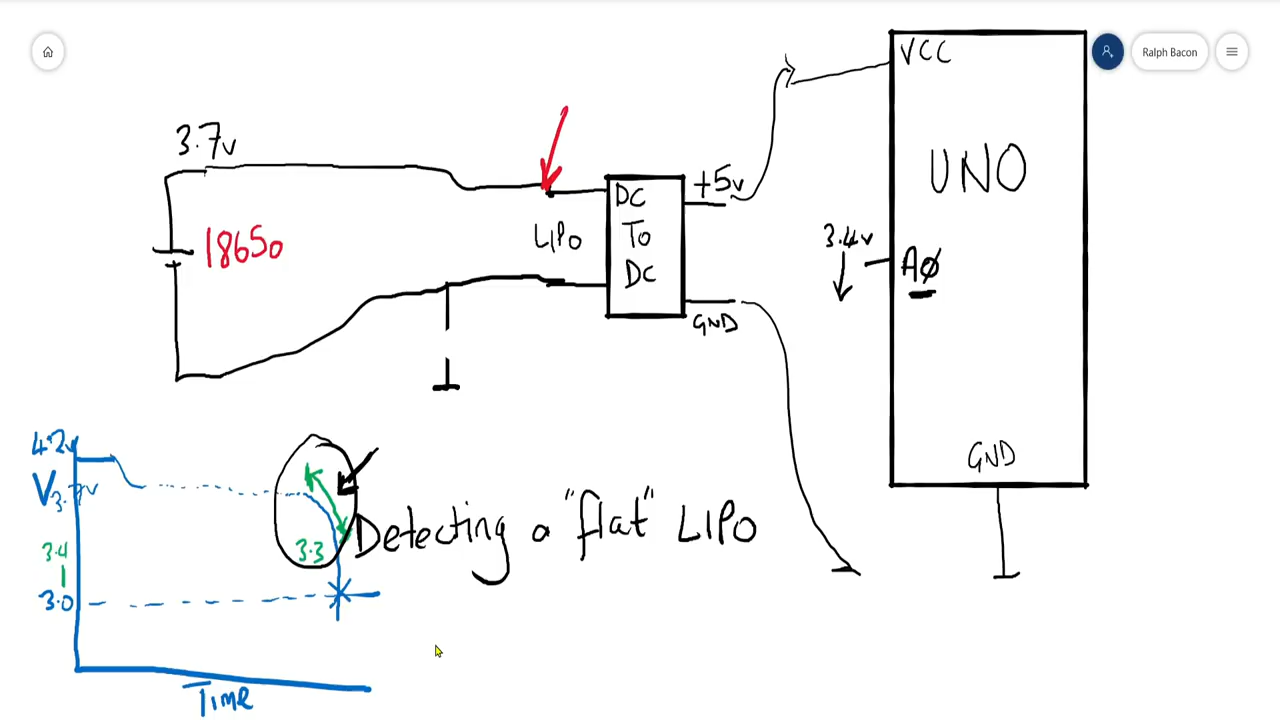 Ralph Bacon
VCC
UNO
3.7v
+5v
DC
TO
DC
LIPO
18650
3.4v
AØ
GND
GND
4.2v
V
3.7v
3.4
3.3
3.0
Detecting a "flat" LIPO
Time